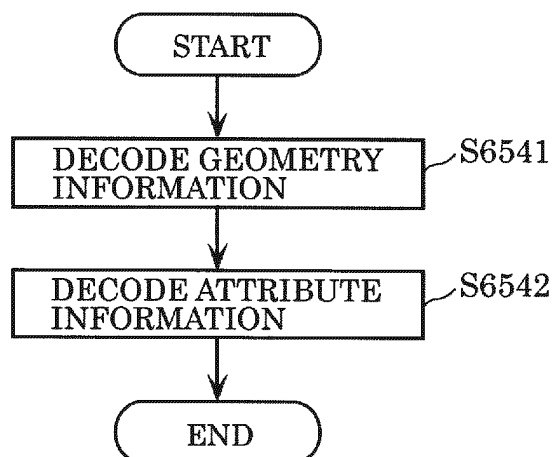 START
DECODE GEOMETRY
INFORMATION
S6541
DECODE ATTRIBUTE
INFORMATION
S6542
END